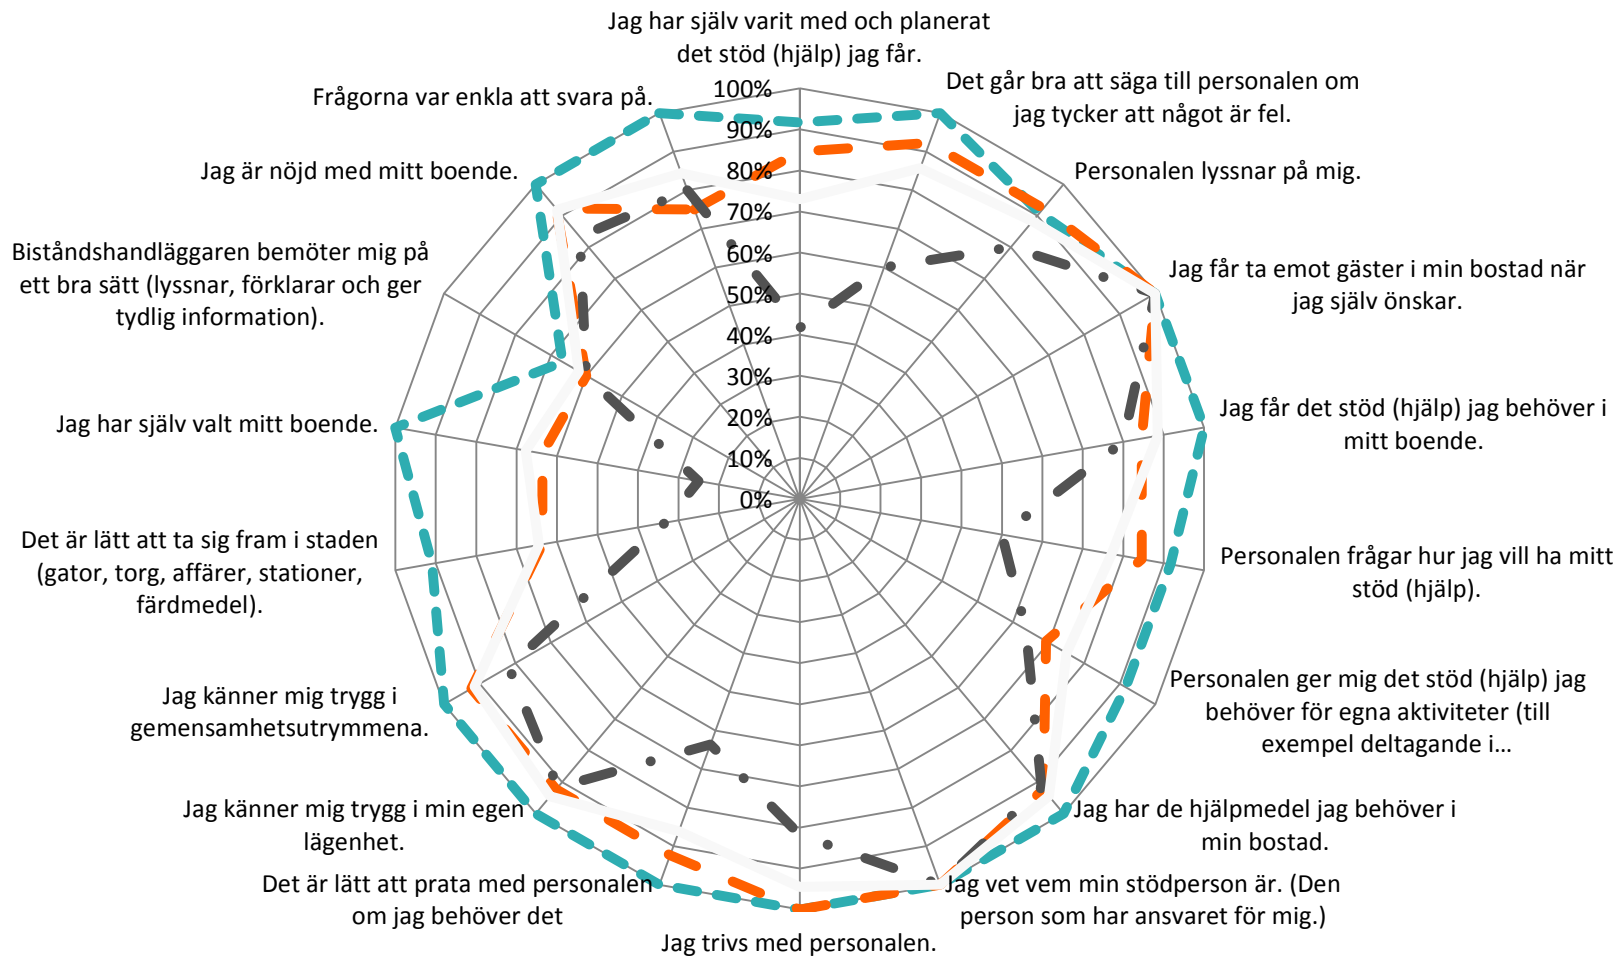 Jag har själv varit med och planerat
det stöd (hjälp) jag får.
Det går bra att säga till personalen om
jag tycker att något är fel.
Personalen lyssnar på mig.
Jag får ta emot gäster i min bostad när
jag själv önskar.
Jag får det stöd (hjälp) jag behöver i
mitt boende.
Personalen frågar hur jag vill ha mitt
stöd (hjälp).
Personalen ger mig det stöd (hjälp) jag
behöver för egna aktiviteter (till
exempel deltagande i…
Jag har de hjälpmedel jag behöver i
min bostad.
Jag vet vem min stödperson är. (Den
person som har ansvaret för mig.)
Jag trivs med personalen.
Det är lätt att prata med personalen
om jag behöver det
Jag känner mig trygg i min egen
lägenhet.
Jag känner mig trygg i
gemensamhetsutrymmena.
Det är lätt att ta sig fram i staden
(gator, torg, affärer, stationer,
färdmedel).
Jag har själv valt mitt boende.
Biståndshandläggaren bemöter mig på
ett bra sätt (lyssnar, förklarar och ger
tydlig information).
Jag är nöjd med mitt boende.
Frågorna var enkla att svara på.
100%
90%
80%
70%
60%
50%
40%
30%
20%
10%
0%